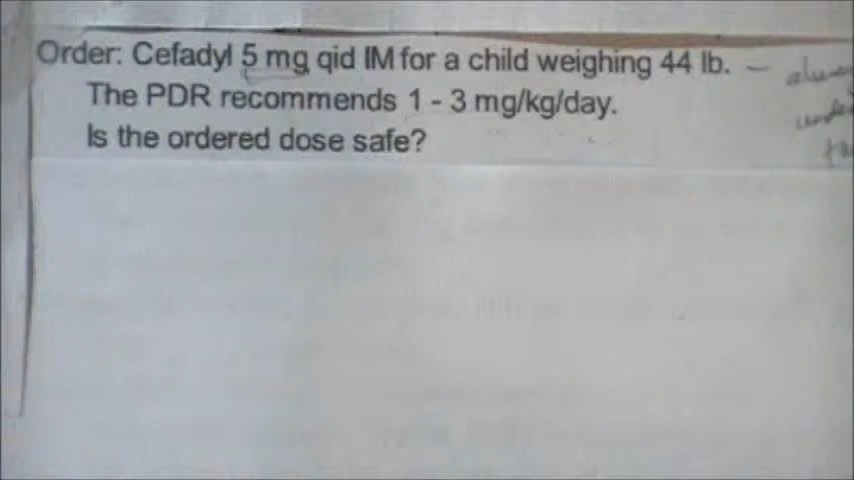 Order: Cefadyl 5 mg qid IM for a child weighing 44 lb. –
The PDR recommends 1 - 3 mg/kg/day.
Is the ordered dose safe?